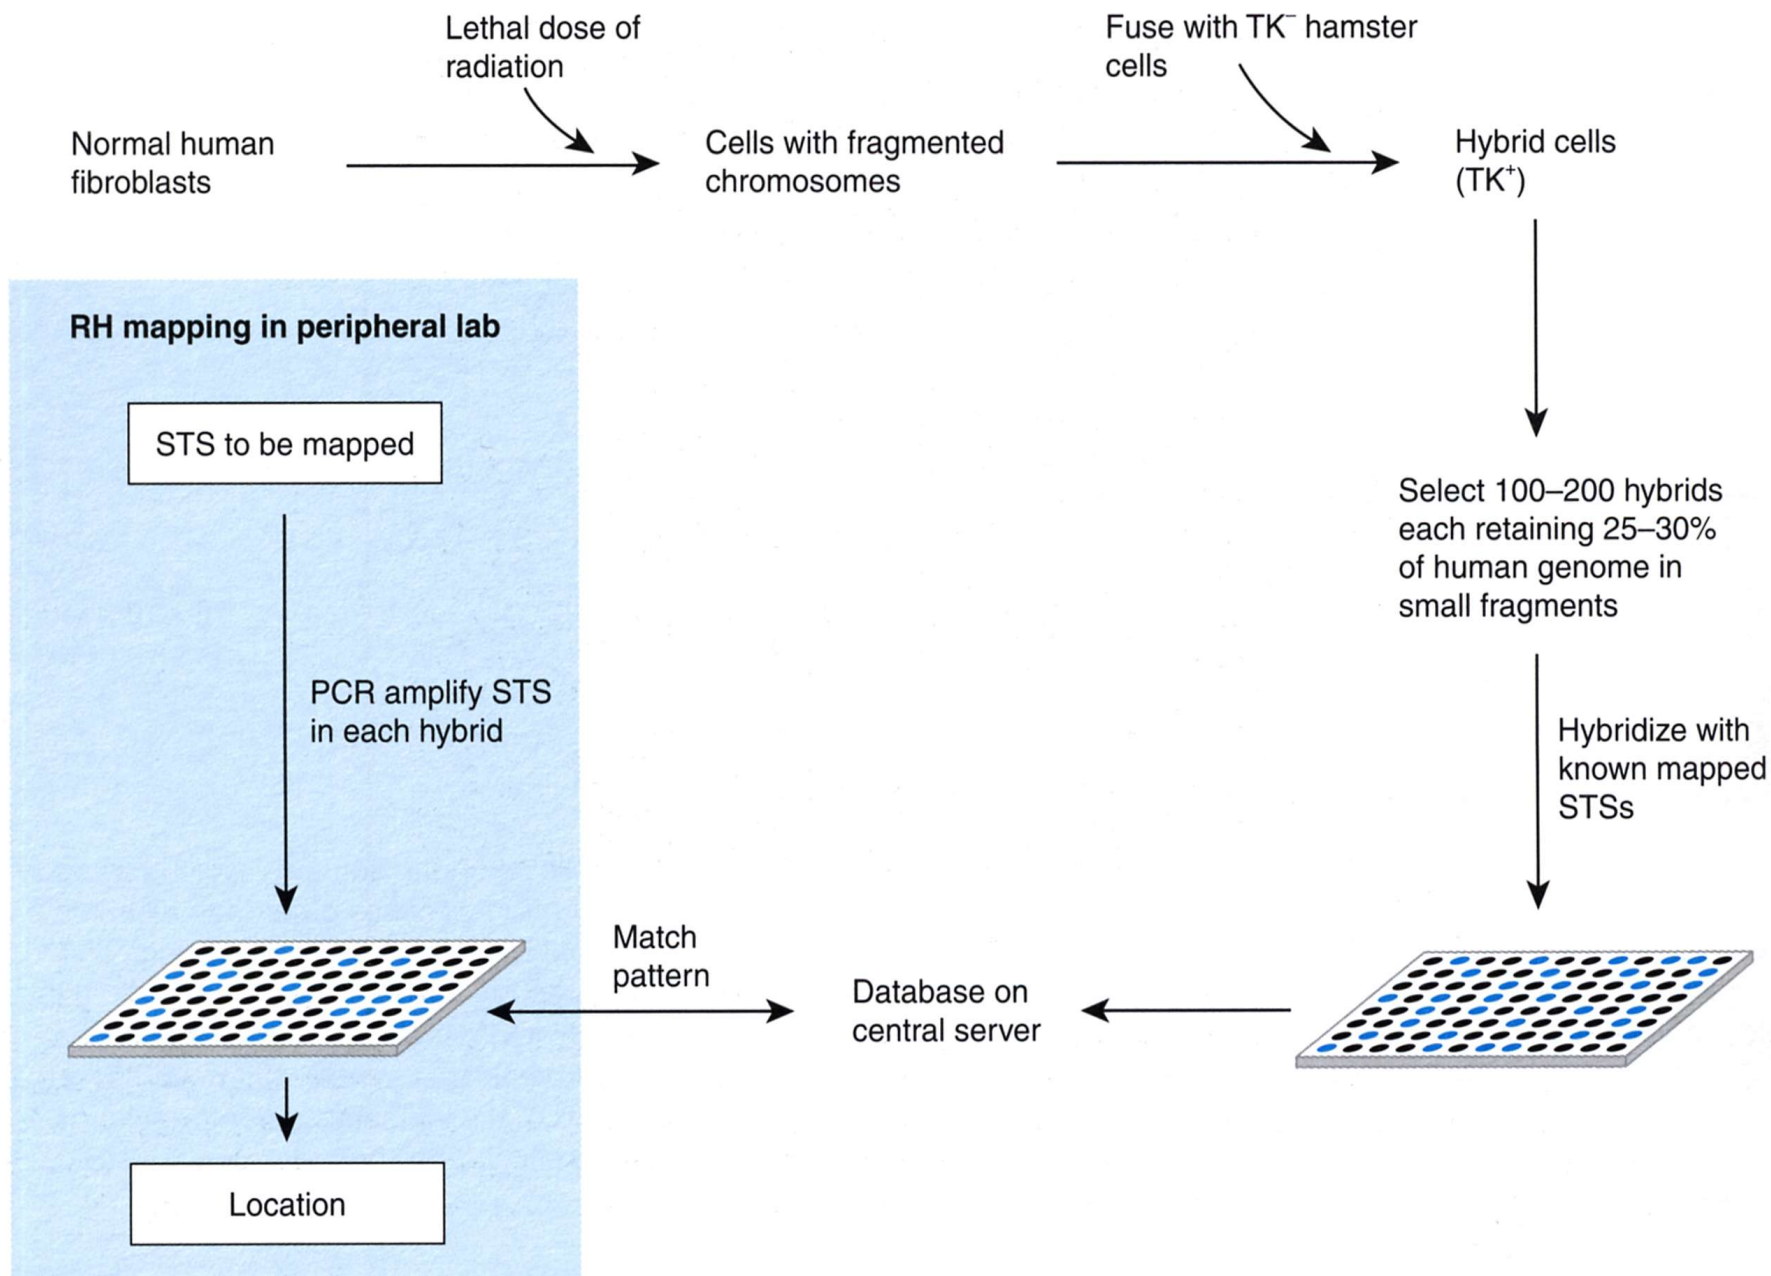 Lethal dose of
radiation
Fuse with TK⁻ hamster
cells
Normal human
fibroblasts
Cells with fragmented
chromosomes
Hybrid cells
(TK⁺)
RH mapping in peripheral lab
STS to be mapped
Select 100–200 hybrids
each retaining 25–30%
of human genome in
small fragments
PCR amplify STS
in each hybrid
Hybridize with
known mapped
STSs
Match
pattern
Database on
central server
Location